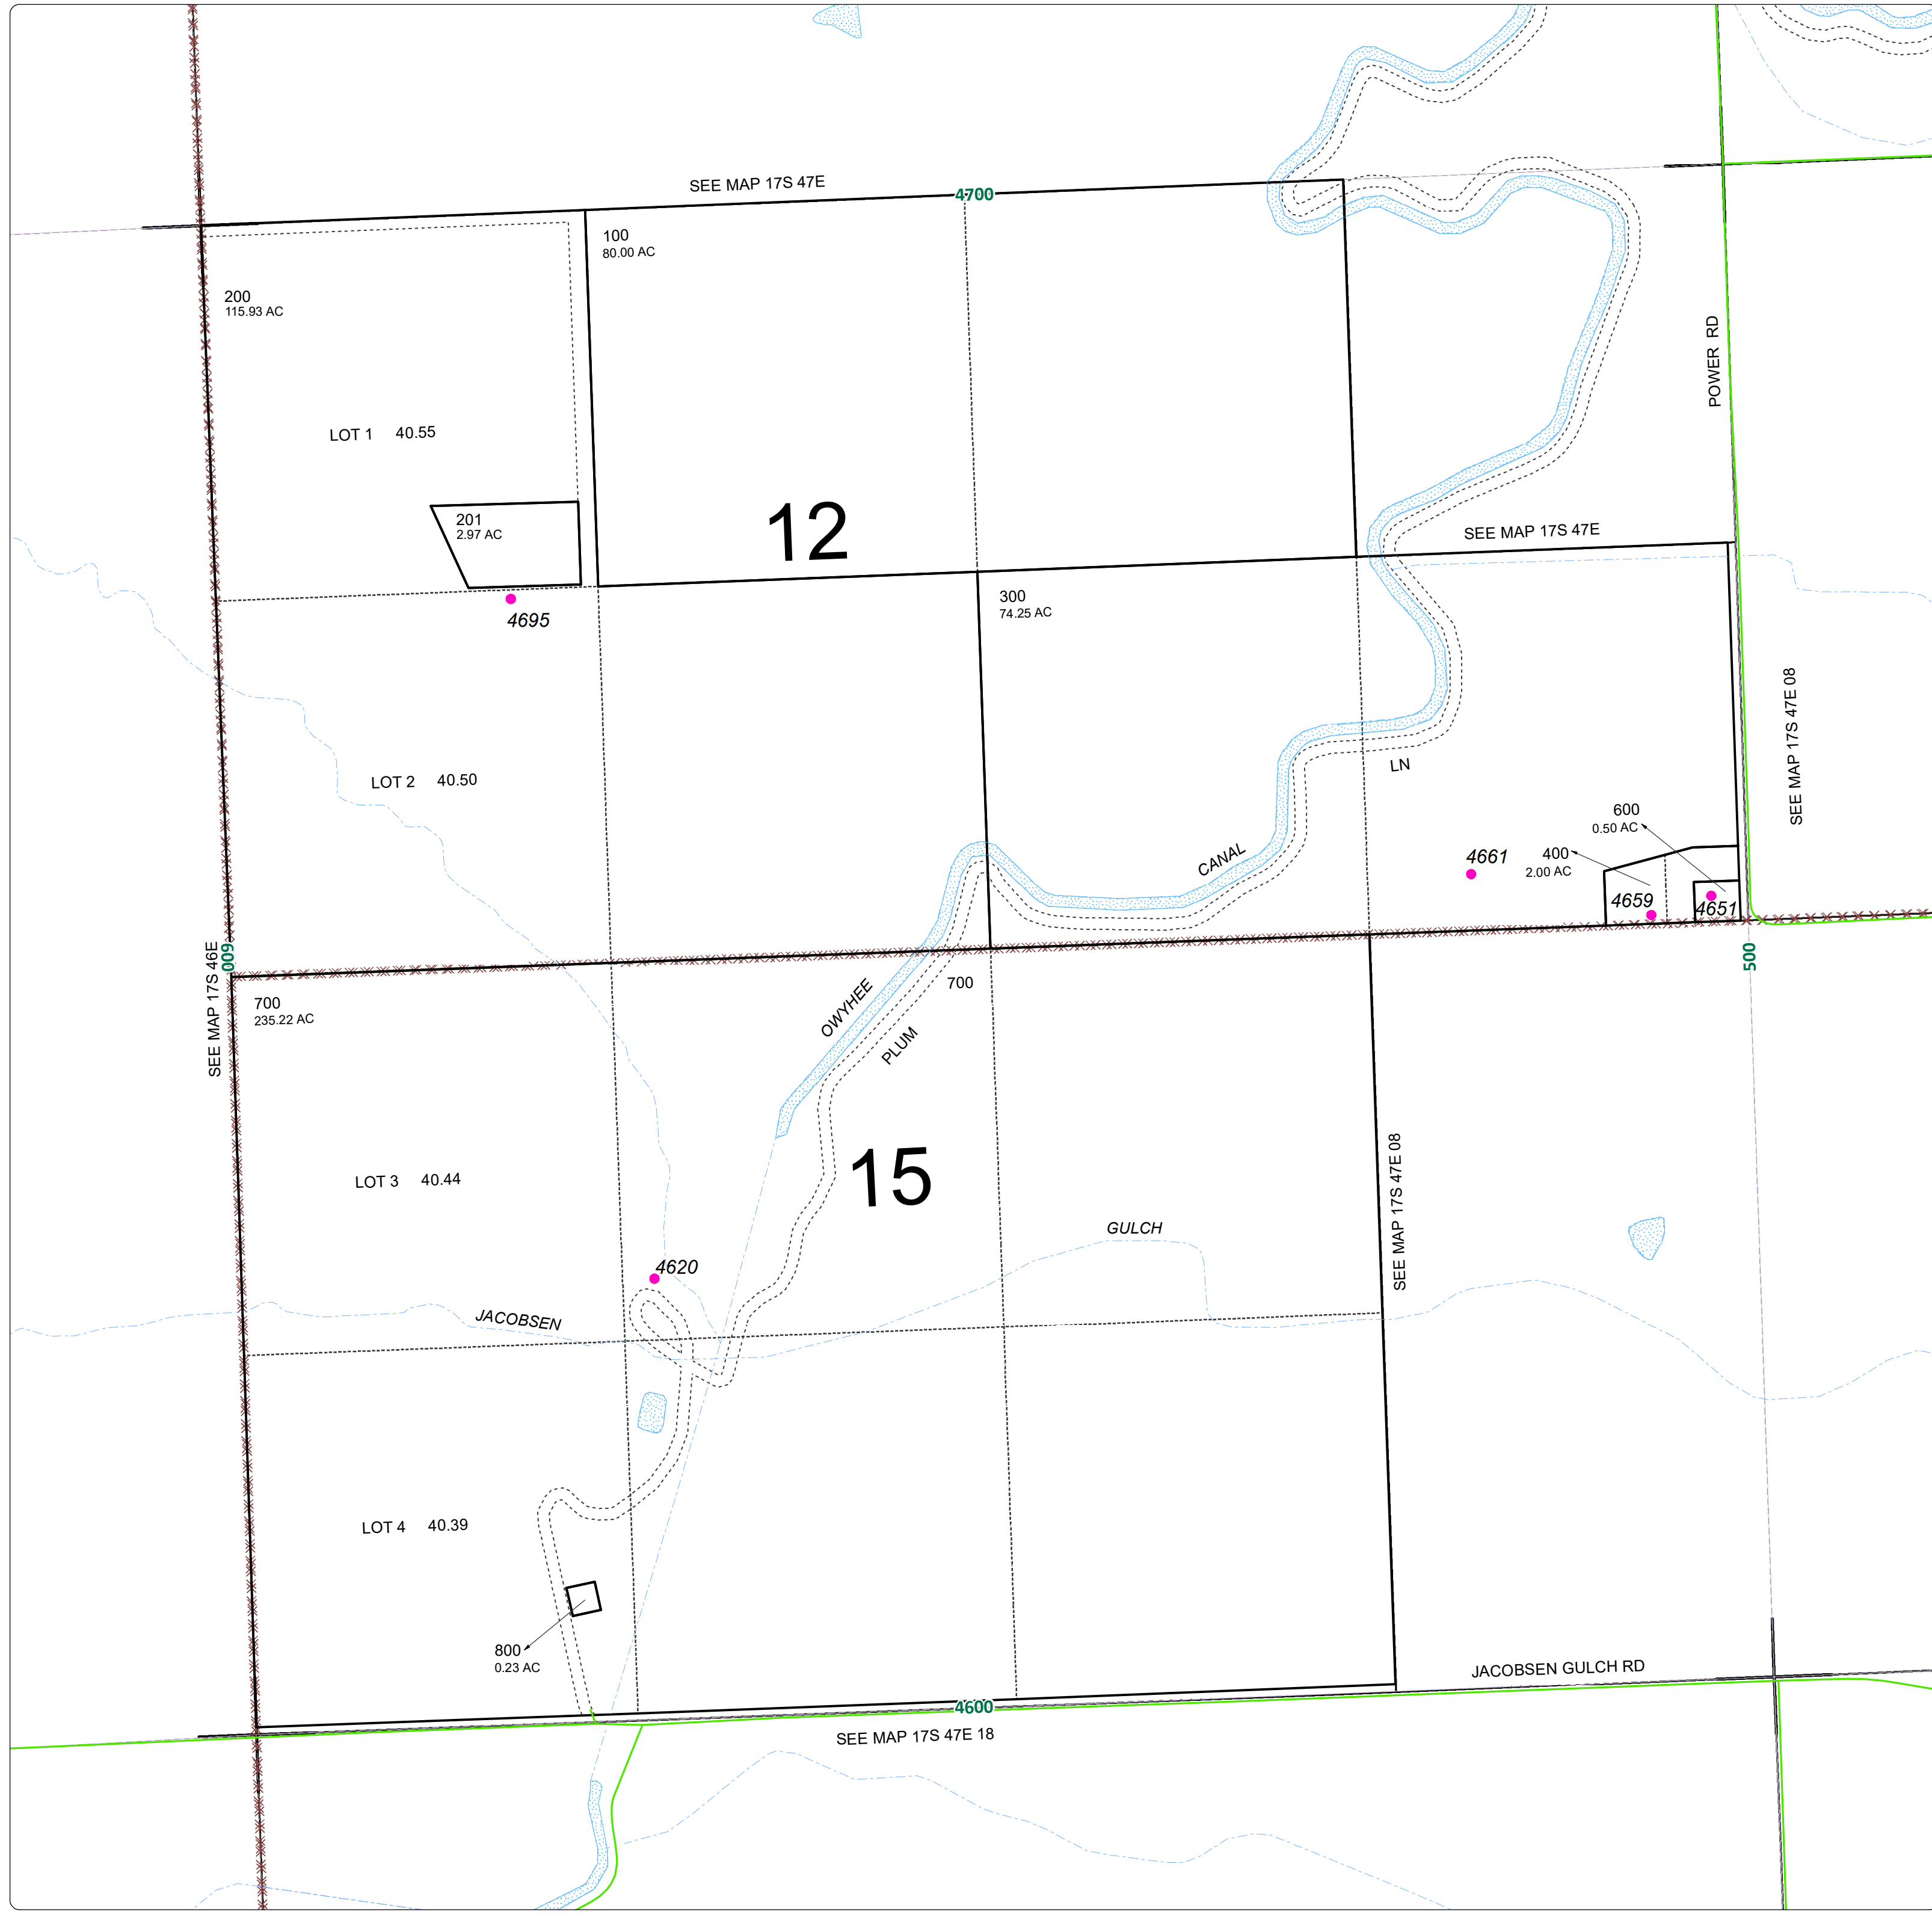 SEE MAP 17S 47E
4700
100
80.00 AC
200
115.93 AC
POWER RD
LOT 1 40.55
201
2.97 AC
12
SEE MAP 17S 47E
4695
300
74.25 AC
LOT 2 40.50
LN
SEE MAP 17S 47E 08
600
0.50 AC
CANAL
4661
400
2.00 AC
4659
4651
600
500
SEE MAP 17S 46E
700
235.22 AC
700
OWYHEE
PLUM
LOT 3 40.44
15
SEE MAP 17S 47E 08
GULCH
4620
JACOBSEN
LOT 4 40.39
800
0.23 AC
JACOBSEN GULCH RD
4600
SEE MAP 17S 47E 18